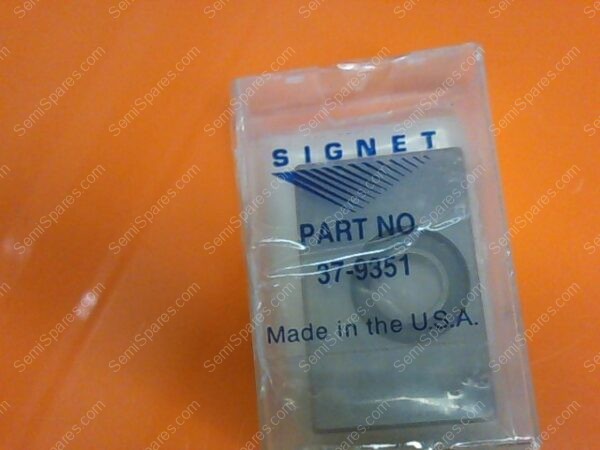 SIGNET
PART NO
37-9351
Made in the U.S.A.
SemiSpares.com